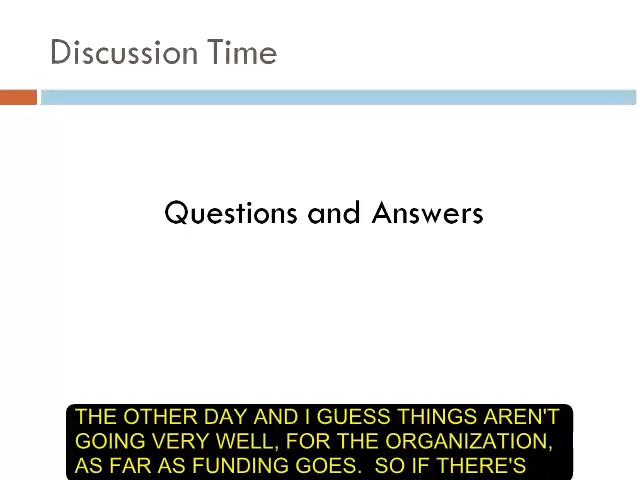 Discussion Time
Questions and Answers
THE OTHER DAY AND I GUESS THINGS AREN'T
GOING VERY WELL, FOR THE ORGANIZATION,
AS FAR AS FUNDING GOES.  SO IF THERE'S